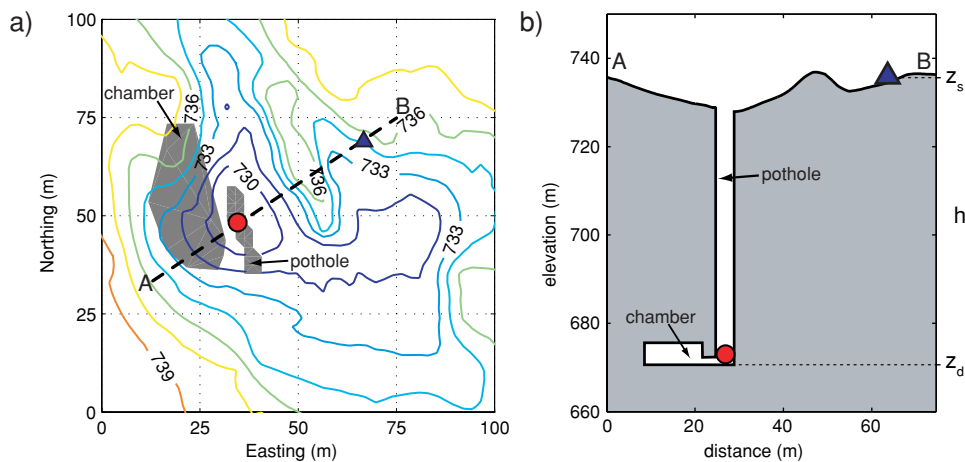 a)
100
75
50
25
0
Northing (m)
0
25
50
75
100
Easting (m)
chamber
736
733
730
736
B
736
733
733
A
pothole
739
b)
740
720
700
680
660
elevation (m)
0
20
40
60
distance (m)
A
B
pothole
chamber
z_s
h
z_d